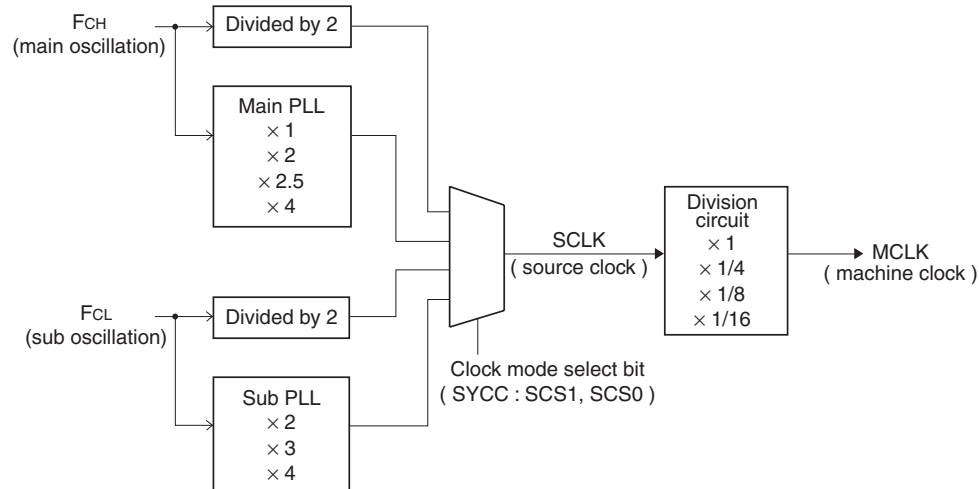 FCH
(main oscillation)
Divided by 2
Main PLL
× 1
× 2
× 2.5
× 4
FCL
(sub oscillation)
Divided by 2
Sub PLL
× 2
× 3
× 4
SCLK
( source clock )
Clock mode select bit
( SYCC : SCS1, SCS0 )
Division
circuit
× 1
× 1/4
× 1/8
× 1/16
MCLK
( machine clock )